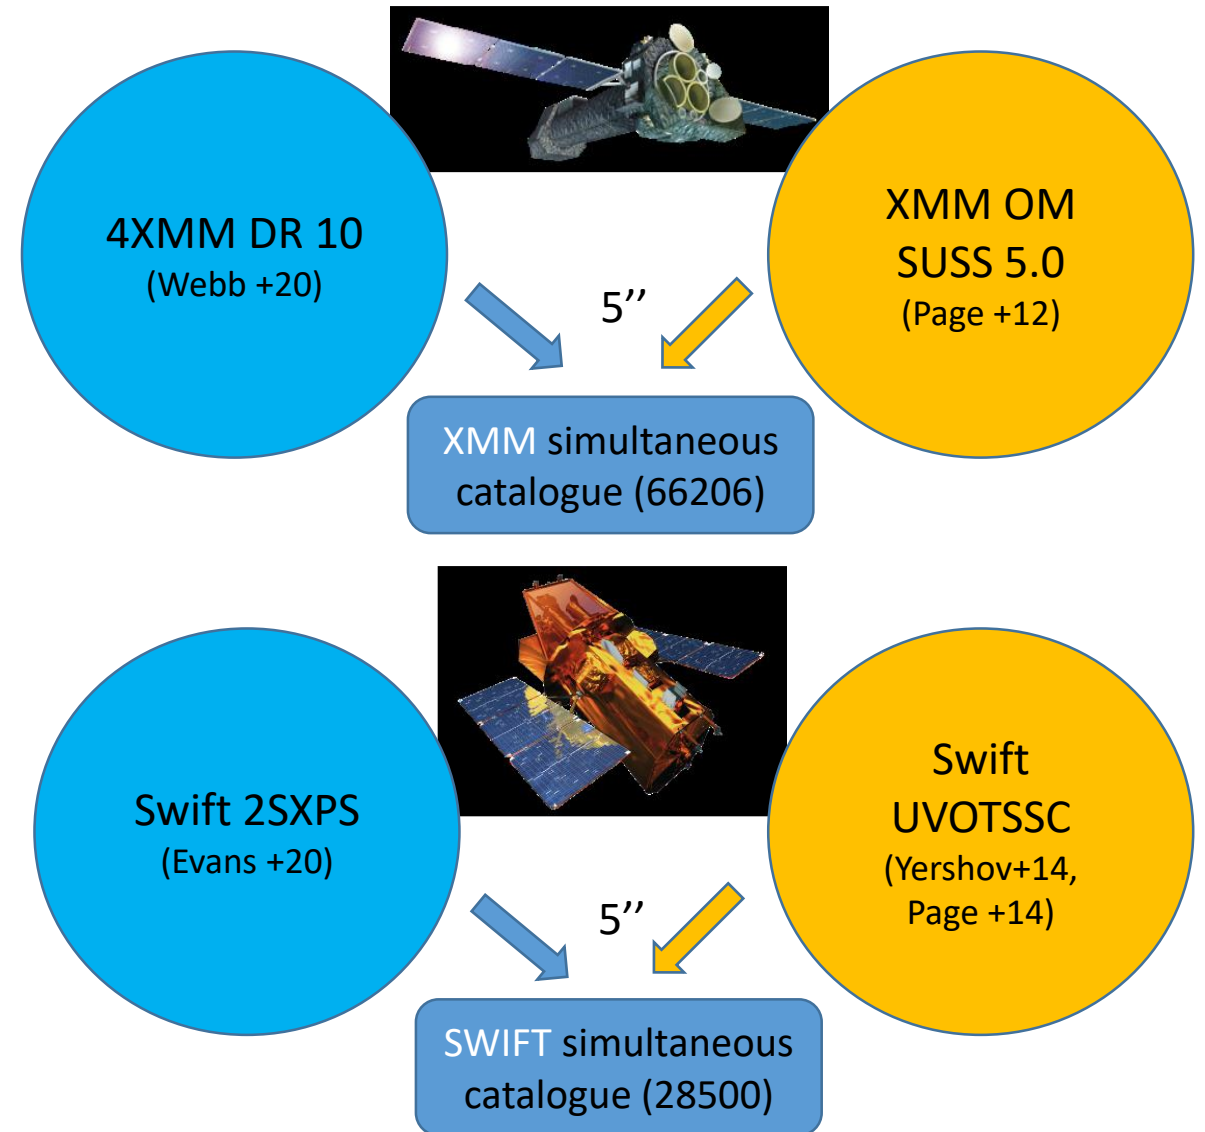 4XMM DR 10
(Webb +20)
XMM OM
SUSS 5.0
(Page +12)
5’’
XMM simultaneous
catalogue (66206)
Swift 2SXPS
(Evans +20)
Swift
UVOTSSC
(Yershov+14,
Page +14)
5’’
SWIFT simultaneous
catalogue (28500)